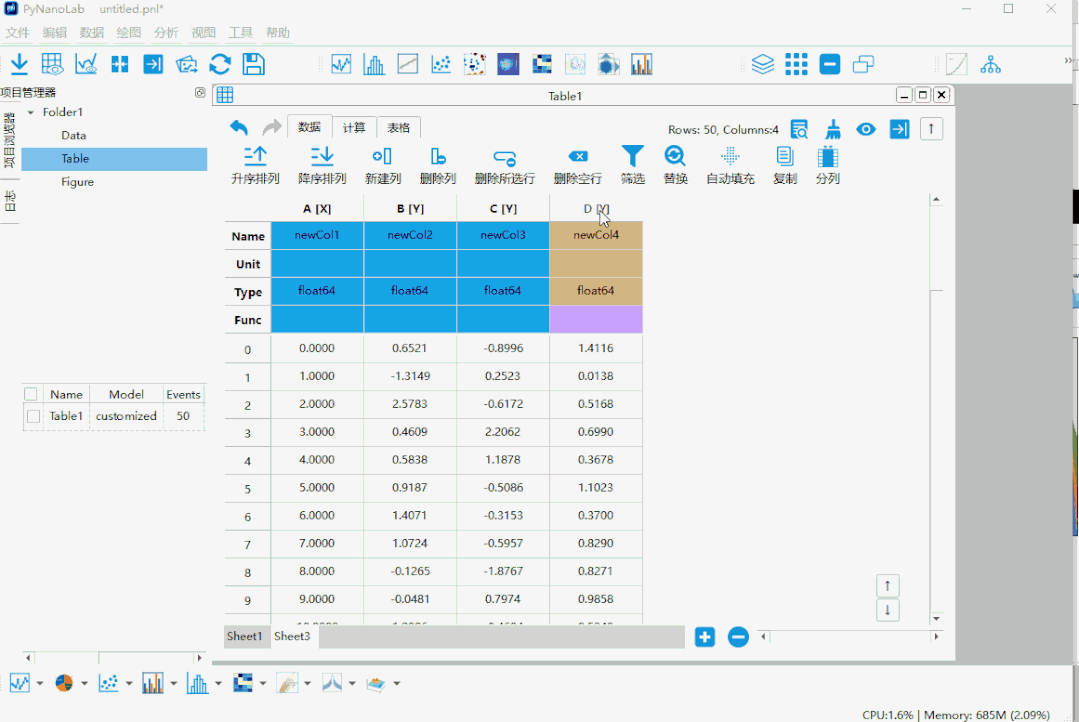 PyNanoLab untitled.pnl*
文件 编辑 数据 绘图 分析 视图 工具 帮助
项目管理器
项目浏览器
日志
Folder1
Data
Table
Figure
Name Model Events
Table1 customized 50
Table1
数据 计算 表格
Rows: 50, Columns:4
升序排列 降序排列 新建列 删除列 删除所选行 删除空行 筛选 替换 自动填充 复制 分列
A [X] B [Y] C [Y] D [Y]
Name newCol1 newCol2 newCol3 newCol4
Unit
Type float64 float64 float64 float64
Func
0 0.0000 0.6521 -0.8996 1.4116
1 1.0000 -1.3149 0.2523 0.0138
2 2.0000 2.5783 -0.6172 0.5168
3 3.0000 0.4609 2.2062 0.6990
4 4.0000 0.5838 1.1878 0.3678
5 5.0000 0.9187 -0.5086 1.1023
6 6.0000 1.4071 -0.3153 0.3700
7 7.0000 1.0724 -0.5957 0.8290
8 8.0000 -0.1265 -1.8767 0.8271
9 9.0000 -0.0481 0.7974 0.9858
Sheet1 Sheet3
CPU:1.6% | Memory: 685M (2.09%)